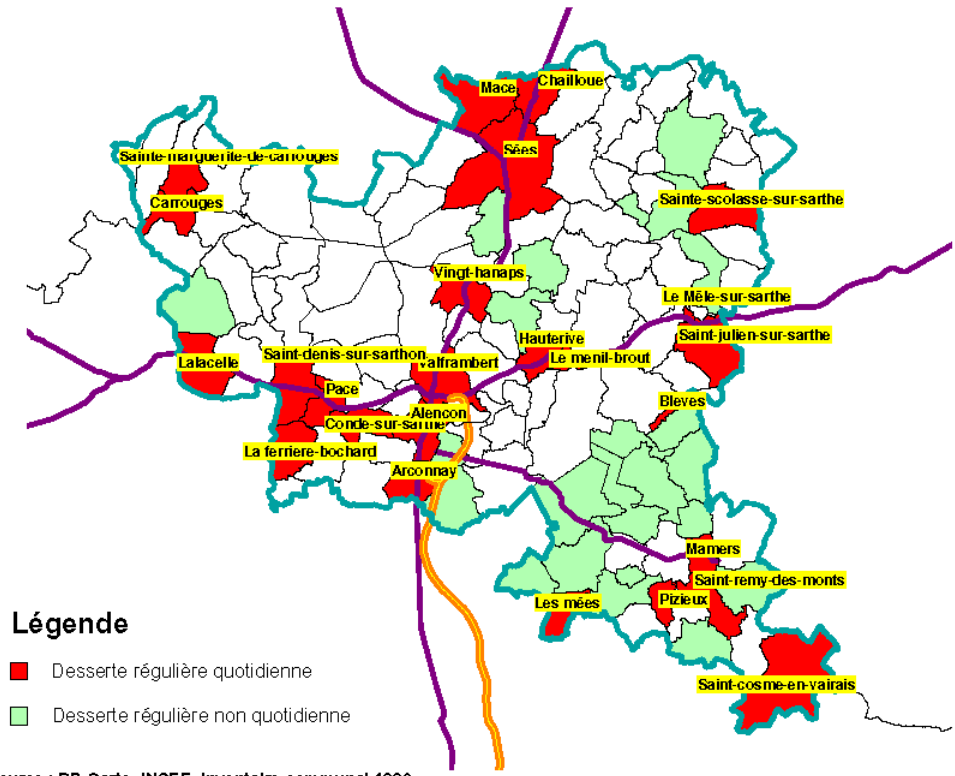 Chailloue
Mace
Sées
Sainte-marguerite-de-carrouges
Carrouges
Sainte-scolasse-sur-sarthe
Vingt-hanaps
Le Mêle-sur-sarthe
Saint-julien-sur-sarthe
Hauterive
Le menil-brout
Saint-denis-sur-sarthon
Valframbert
Lalacelle
Pace
Bleves
Alençon
Conde-sur-sarthe
La ferriere-bochard
Arconnay
Mamers
Saint-remy-des-monts
Les mées
Pizieux
Saint-cosme-en-vairais
Légende
Desserte régulière quotidienne
Desserte régulière non quotidienne